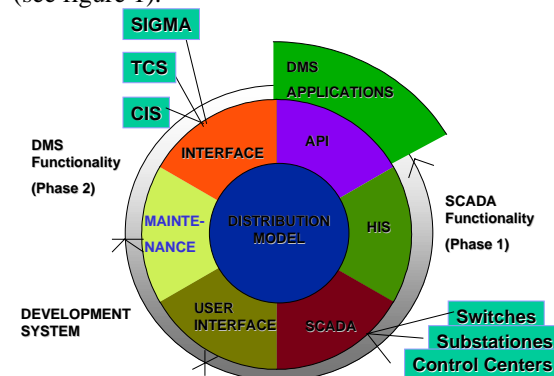 (see figure 1).
SIGMA
TCS
CIS
DMS
APPLICATIONS
API
INTERFACE
DMS
Functionality
(Phase 2)
MAINTE-
NANCE
DISTRIBUTION
MODEL
HIS
SCADA
Functionality
(Phase 1)
DEVELOPMENT
SYSTEM
USER
INTERFACE
SCADA
Switches
Substationes
Control Centers